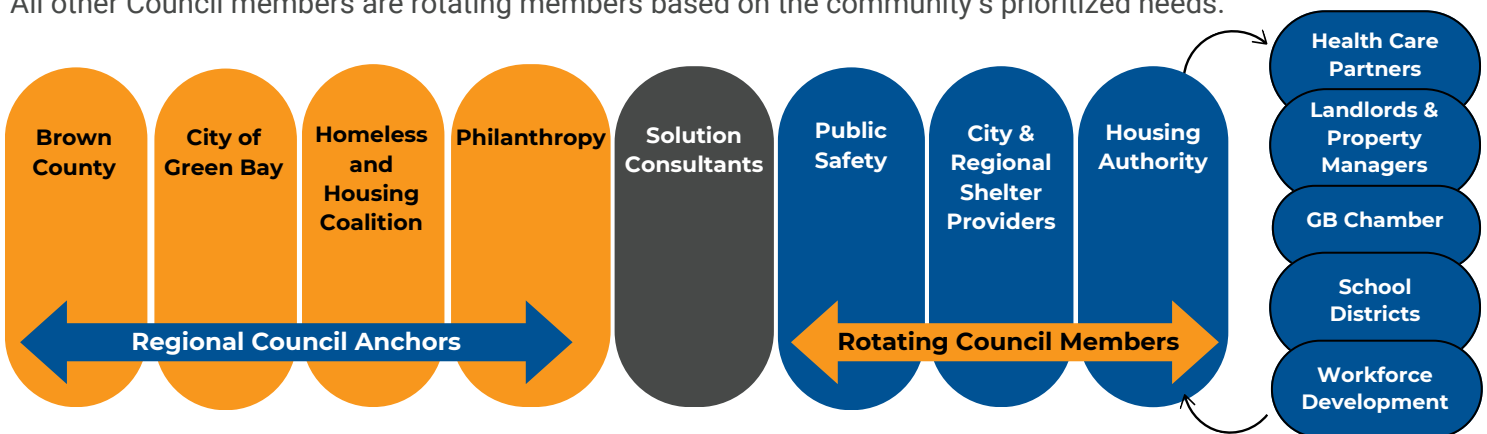 All other Council members are rotating members based on the community's prioritized needs.
Brown
County
City of
Green Bay
Homeless
and
Housing
Coalition
Philanthropy
Solution
Consultants
Public
Safety
City &
Regional
Shelter
Providers
Housing
Authority
Health Care
Partners
Landlords &
Property
Managers
GB Chamber
School
Districts
Workforce
Development
Regional Council Anchors
Rotating Council Members